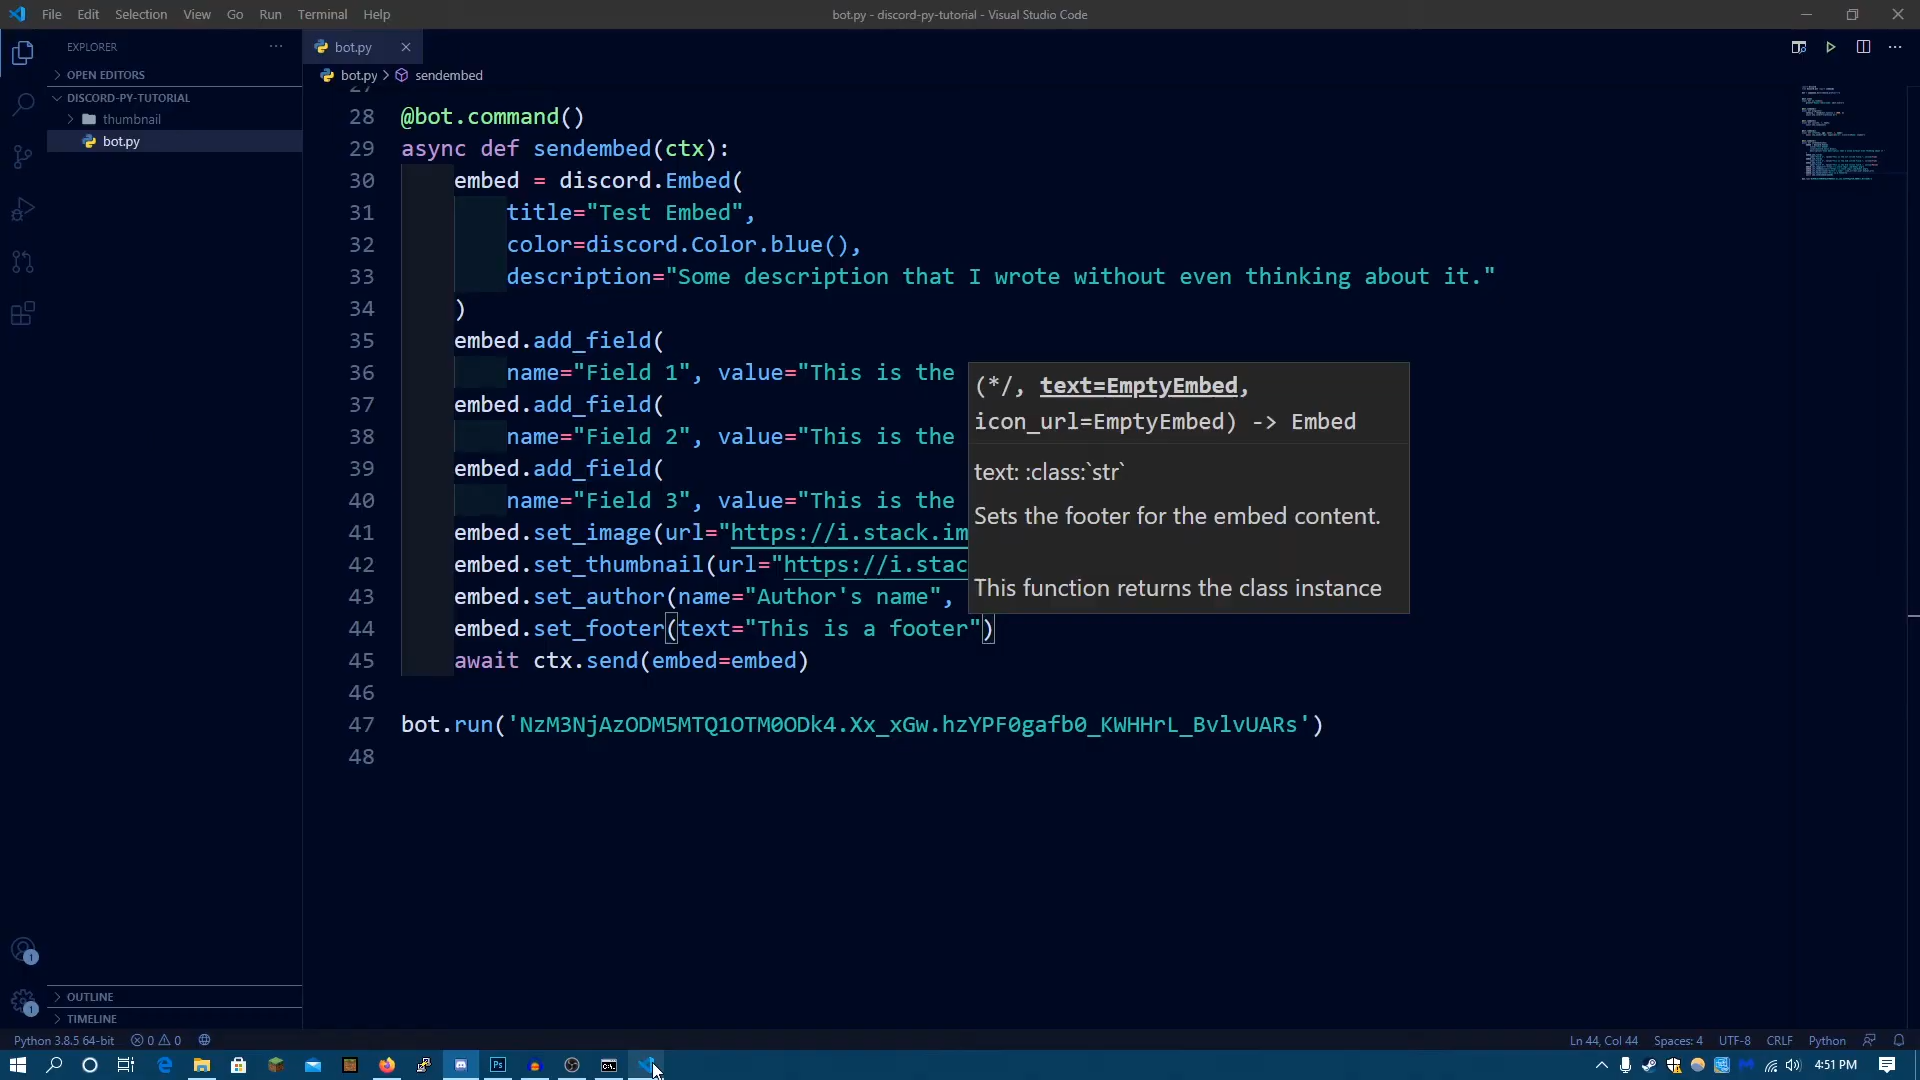 File Edit Selection View Go Run Terminal Help
bot.py - discord-py-tutorial - Visual Studio Code
EXPLORER
OPEN EDITORS
DISCORD-PY-TUTORIAL
thumbnail
bot.py
bot.py
bot.py > sendembed
27
28 @bot.command()
29 async def sendembed(ctx):
30 embed = discord.Embed(
31 title="Test Embed",
32 color=discord.Color.blue(),
33 description="Some description that I wrote without even thinking about it."
34 )
35 embed.add_field(
36 name="Field 1", value="This is the
37 embed.add_field(
38 name="Field 2", value="This is the
39 embed.add_field(
40 name="Field 3", value="This is the
41 embed.set_image(url="https://i.stack.im
42 embed.set_thumbnail(url="https://i.stac
43 embed.set_author(name="Author's name",
44 embed.set_footer(text="This is a footer")
45 await ctx.send(embed=embed)
46
47 bot.run('NzM3NjAzODM5MTQ1OTM0ODk4.Xx_xGw.hzYPF0gafb0_KWHHrL_BvlvUARs')
48
(*/, text=EmptyEmbed,
icon_url=EmptyEmbed) -> Embed
text: :class:`str`
Sets the footer for the embed content.
This function returns the class instance
OUTLINE
TIMELINE
1
1
Python 3.8.5 64-bit 0 0
Ln 44, Col 44 Spaces: 4 UTF-8 CRLF Python
4:51 PM